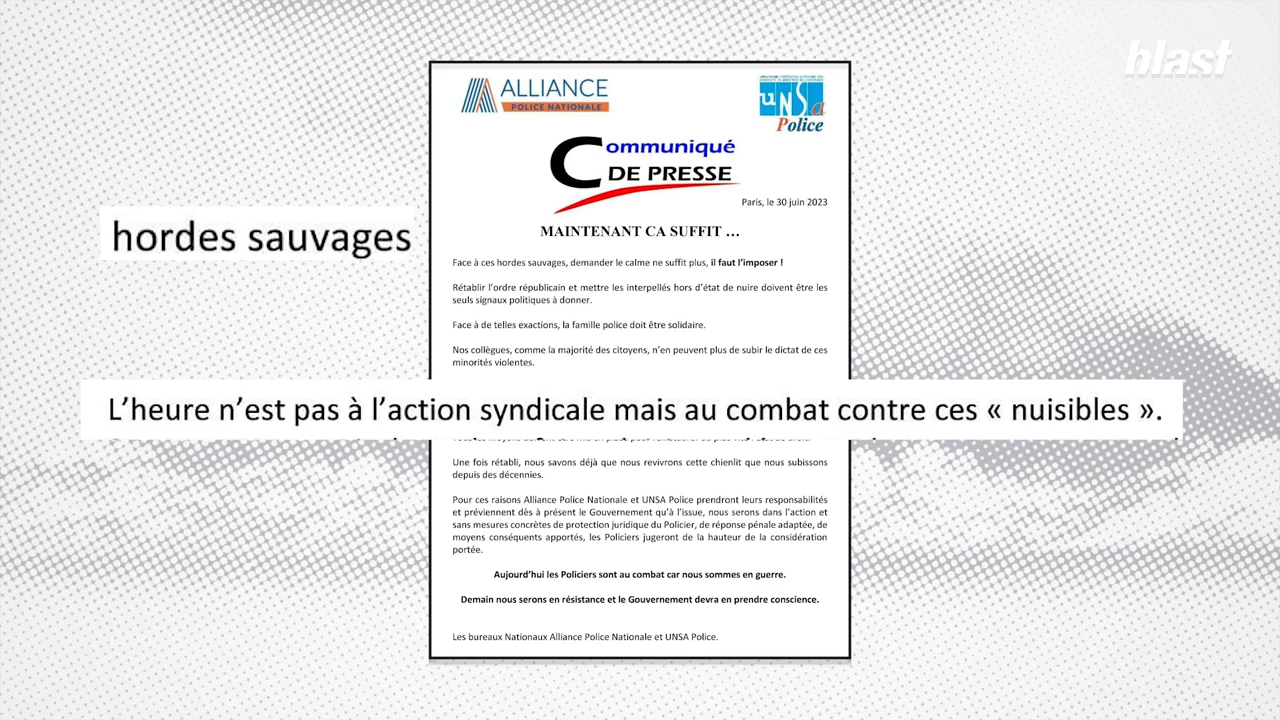 blast
ALLIANCE
POLICE NATIONALE
UNSa
Police
Communiqué
DE PRESSE
Paris, le 30 juin 2023
hordes sauvages
MAINTENANT CA SUFFIT …
Face à ces hordes sauvages, demander le calme ne suffit plus, il faut l’imposer !
Rétablir l’ordre républicain et mettre les interpellés hors d’état de nuire doivent être les
seuls signaux politiques à donner.
Face à de telles exactions, la famille police doit être solidaire.
Nos collègues, comme la majorité des citoyens, n’en peuvent plus de subir le dictat de ces
minorités violentes.
L’heure n’est pas à l’action syndicale mais au combat contre ces « nuisibles ».
Une fois rétabli, nous savons déjà que nous revivrons cette chienlit que nous subissons
depuis des décennies.
Pour ces raisons Alliance Police Nationale et UNSA Police prendront leurs responsabilités
et préviennent dès à présent le Gouvernement qu’à l’issue, nous serons dans l’action et
sans mesures concrètes de protection juridique du Policier, de réponse pénale adaptée, de
moyens conséquents apportés, les Policiers jugeront de la hauteur de la considération
portée.
Aujourd’hui les Policiers sont au combat car nous sommes en guerre.
Demain nous serons en résistance et le Gouvernement devra en prendre conscience.
Les bureaux Nationaux Alliance Police Nationale et UNSA Police.